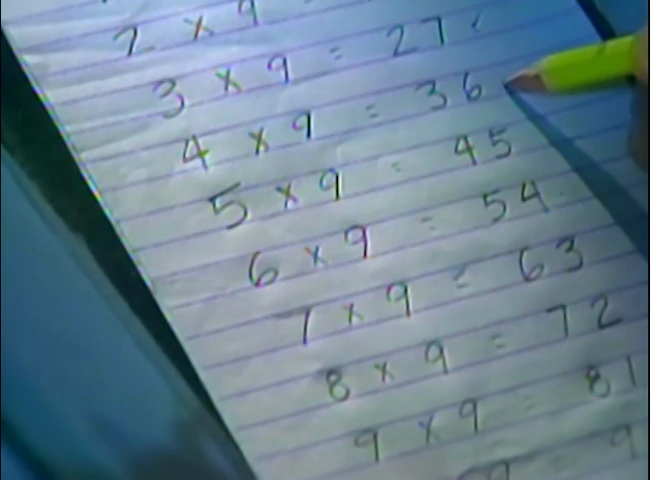 2 x 9
3 x 9 = 27
4 x 9 = 36
5 x 9 = 45
6 x 9 = 54
7 x 9 = 63
8 x 9 = 72
9 x 9 = 81